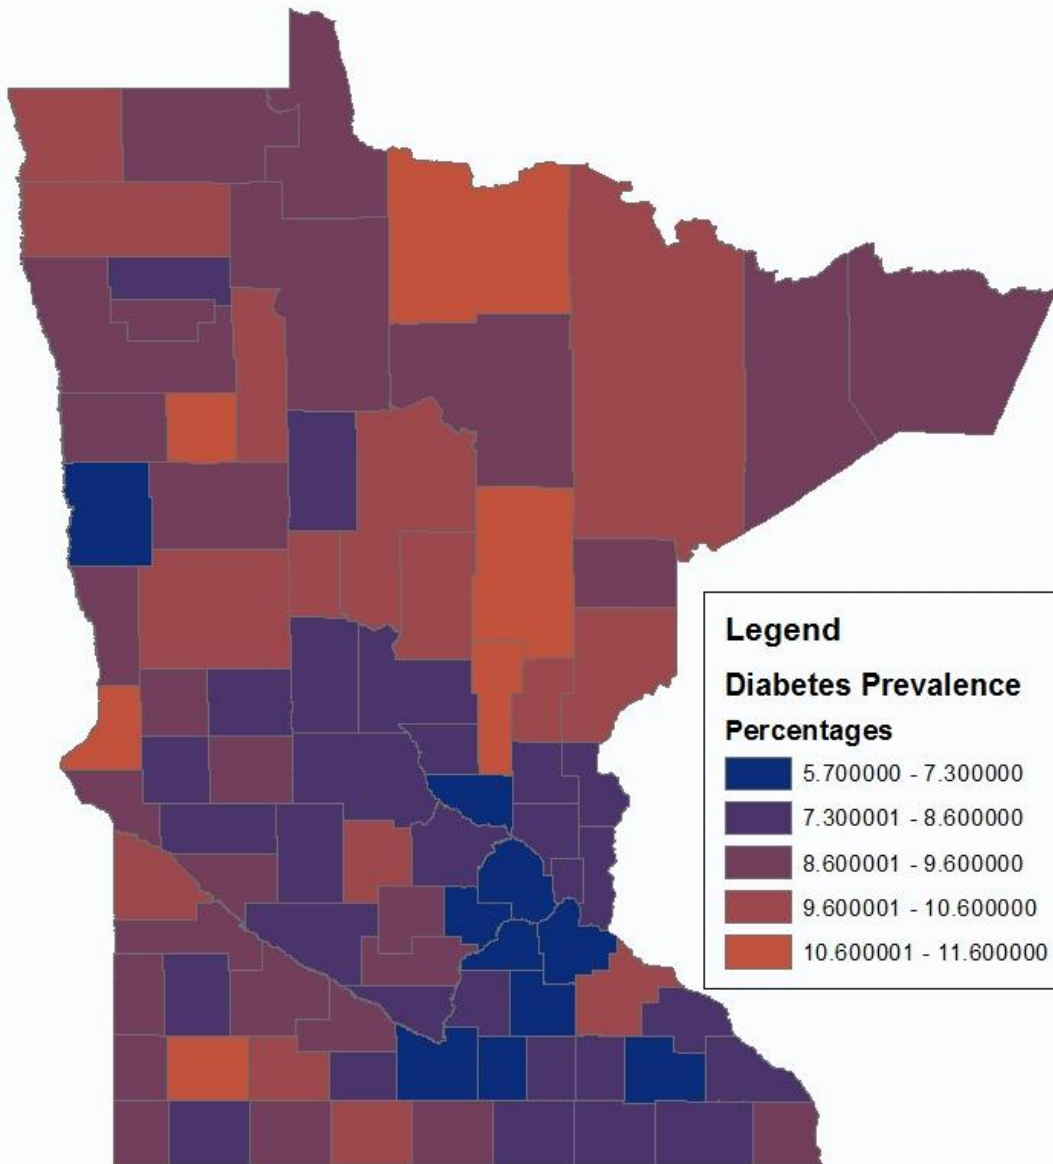 Legend
Diabetes Prevalence
Percentages
5.700000 - 7.300000
7.300001 - 8.600000
8.600001 - 9.600000
9.600001 - 10.600000
10.600001 - 11.600000